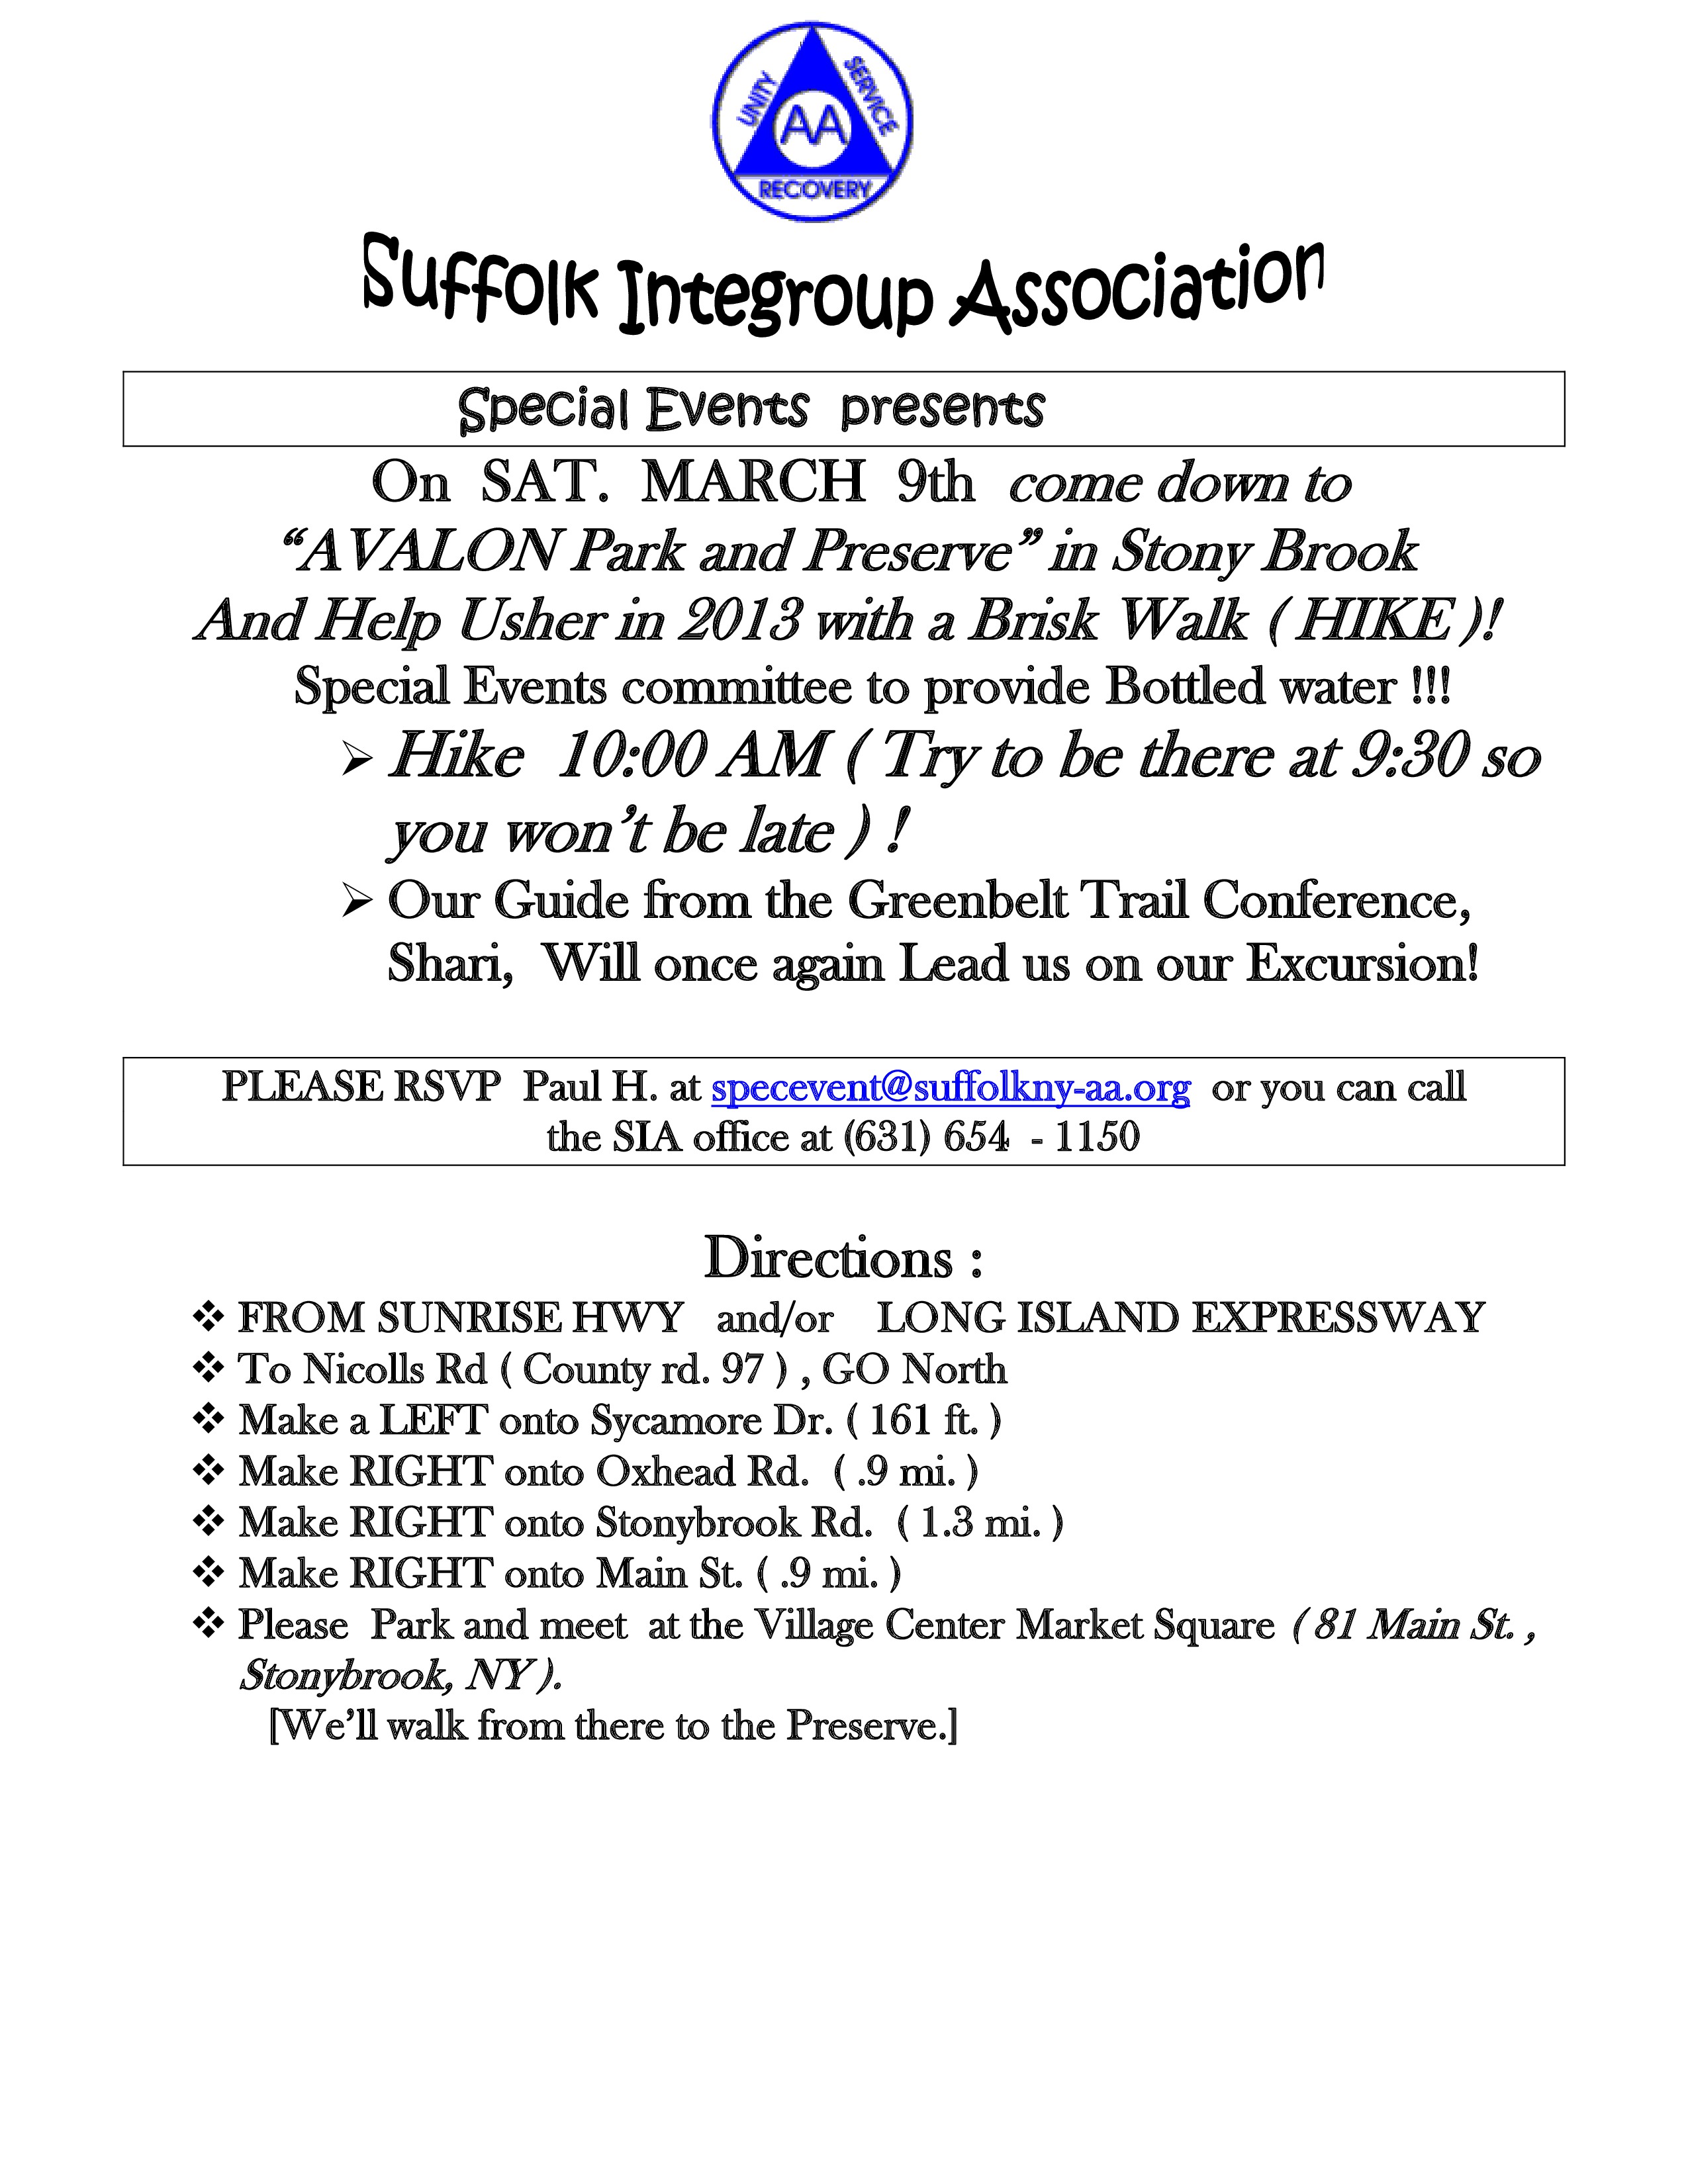 UNITY
SERVICE
AA
RECOVERY
Suffolk Integroup Association
Special Events presents
On SAT. MARCH 9th come down to
“AVALON Park and Preserve” in Stony Brook
And Help Usher in 2013 with a Brisk Walk ( HIKE )!
Special Events committee to provide Bottled water !!!
➢ Hike 10:00 AM ( Try to be there at 9:30 so
you won’t be late ) !
➢ Our Guide from the Greenbelt Trail Conference,
Shari, Will once again Lead us on our Excursion!
PLEASE RSVP Paul H. at specevent@suffolkny-aa.org or you can call
the SIA office at (631) 654 - 1150
Directions :
❖ FROM SUNRISE HWY and/or LONG ISLAND EXPRESSWAY
❖ To Nicolls Rd ( County rd. 97 ) , GO North
❖ Make a LEFT onto Sycamore Dr. ( 161 ft. )
❖ Make RIGHT onto Oxhead Rd. ( .9 mi. )
❖ Make RIGHT onto Stonybrook Rd. ( 1.3 mi. )
❖ Make RIGHT onto Main St. ( .9 mi. )
❖ Please Park and meet at the Village Center Market Square ( 81 Main St. ,
Stonybrook, NY ).
[We’ll walk from there to the Preserve.]